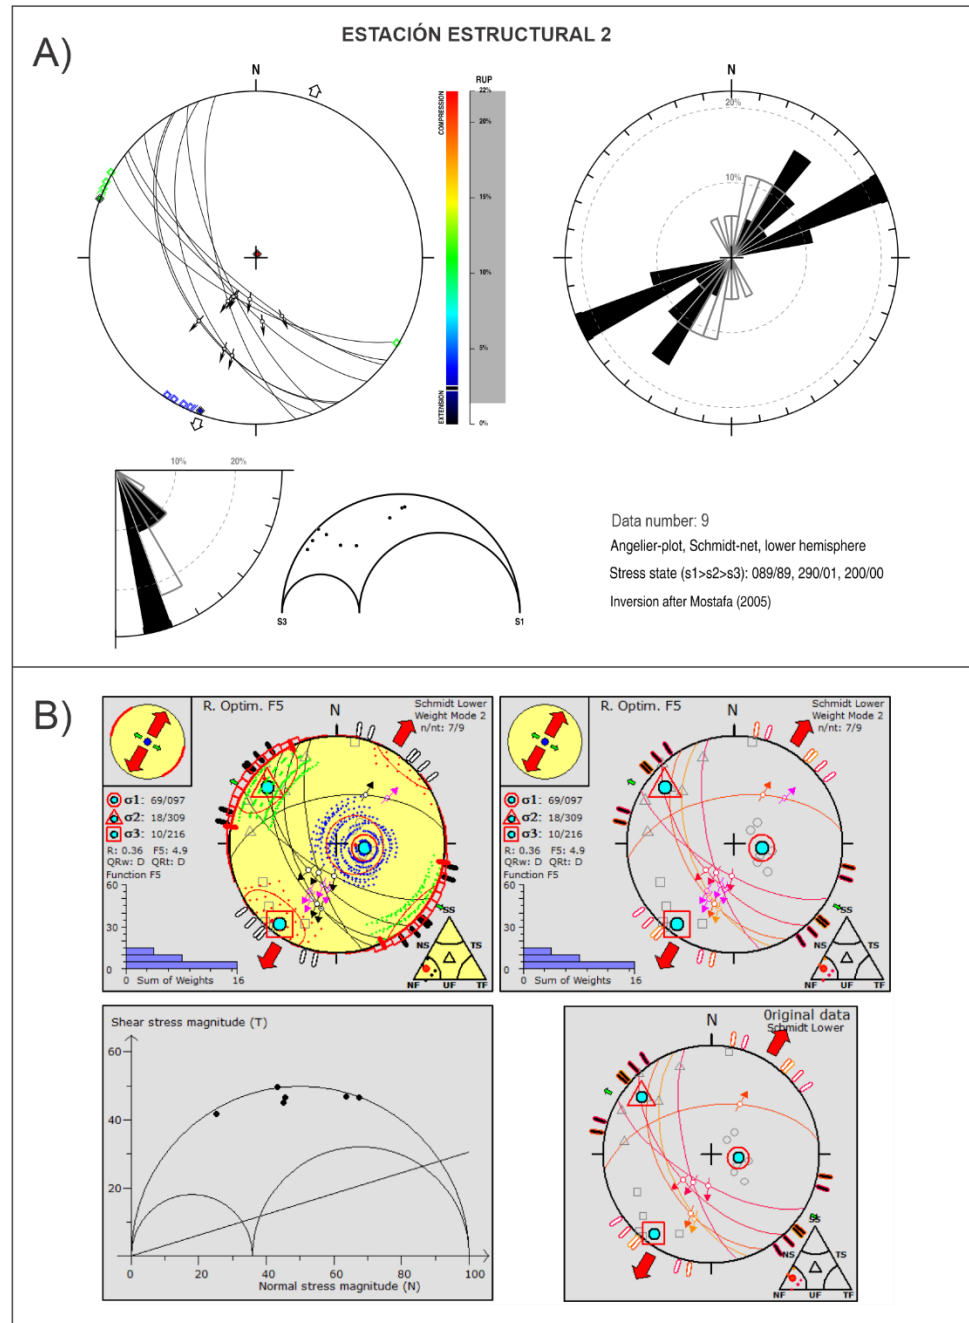 ESTACIÓN ESTRUCTURAL 2
A)
N
RUP
22%
20%
15%
10%
5%
0%
COMPRESSION
EXTENSION
N
20%
10%
10%
20%
S3
S1
Data number: 9
Angelier-plot, Schmidt-net, lower hemisphere
Stress state (s1>s2>s3): 089/89, 290/01, 200/00
Inversion after Mostafa (2005)
B)
R. Optim. F5
N
Schmidt Lower
Weight Mode 2
n/nt: 7/9
σ1: 69/097
σ2: 18/309
σ3: 10/216
R: 0.36 F5: 4.9
QRw: D QRt: D
Function F5
60
30
0
0 Sum of Weights 16
SS
NS TS
NF UF TF
R. Optim. F5
N
Schmidt Lower
Weight Mode 2
n/nt: 7/9
σ1: 69/097
σ2: 18/309
σ3: 10/216
R: 0.36 F5: 4.9
QRw: D QRt: D
Function F5
60
30
0
0 Sum of Weights 16
SS
NS TS
NF UF TF
Shear stress magnitude (T)
60
40
20
0 20 40 60 80 100
Normal stress magnitude (N)
N
Original data
Schmidt Lower
SS
NS TS
NF UF TF